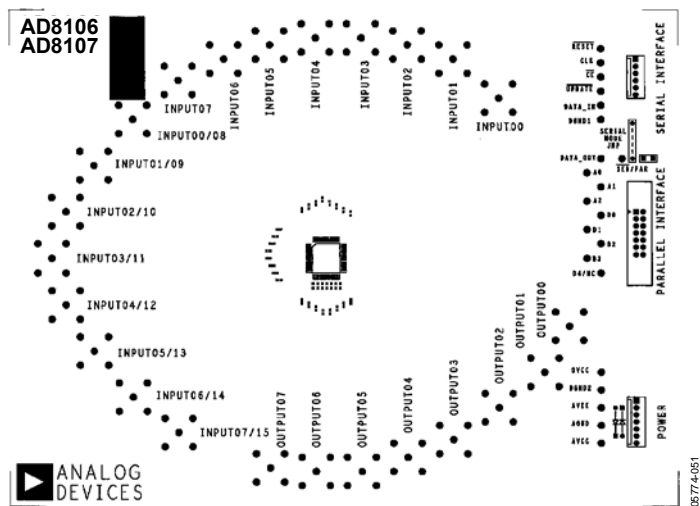 AD8106
AD8107
INPUT07
INPUT06
INPUT05
INPUT04
INPUT03
INPUT02
INPUT01
INPUT00
INPUT00/08
INPUT01/09
INPUT02/10
INPUT03/11
INPUT04/12
INPUT05/13
INPUT06/14
INPUT07/15
OUTPUT07
OUTPUT06
OUTPUT05
OUTPUT04
OUTPUT03
OUTPUT02
OUTPUT01
OUTPUT00
RESET
CLK
CE
UPDATE
DATA_IN
DGND1
SERIAL
MODE
JMP
DATA_OUT
SER/PAR
A0
A1
A2
D0
D1
D2
D3
D4/NC
SERIAL INTERFACE
PARALLEL INTERFACE
DVCC
DGND2
AVEE
AGND
AVCC
POWER
ANALOG
DEVICES
05774-051